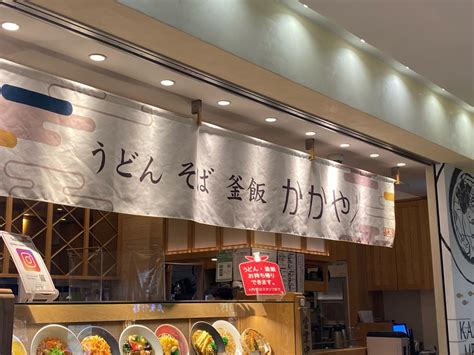 うどん そば 釜飯 かかや
うどん・釜飯
お持ち帰り
できます。
KA